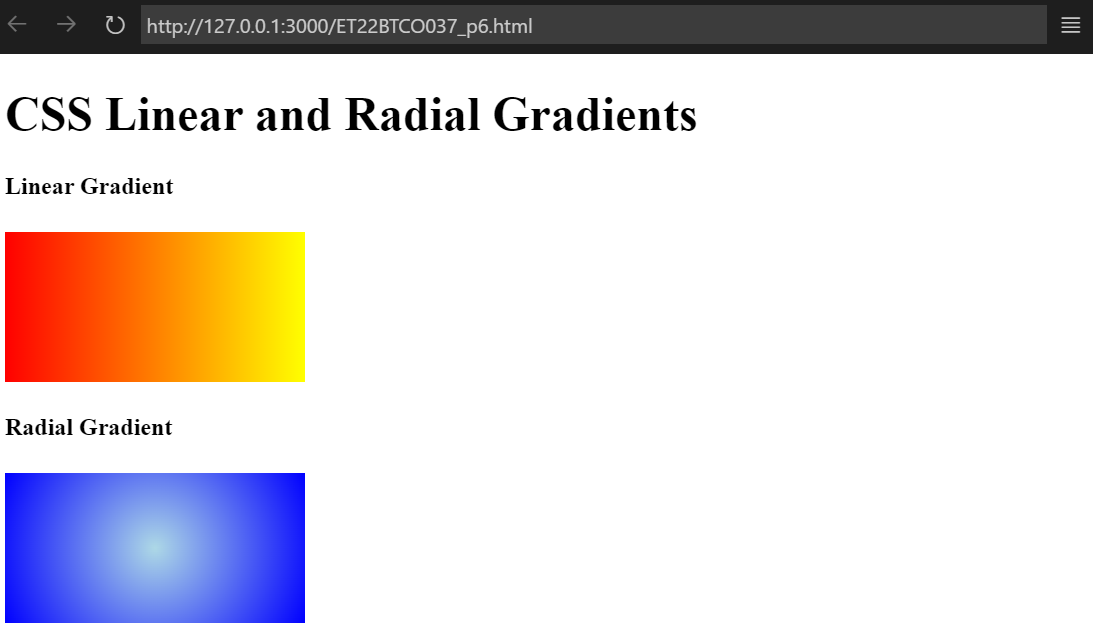 http://127.0.0.1:3000/ET22BTCO037_p6.html
CSS Linear and Radial Gradients
Linear Gradient
Radial Gradient